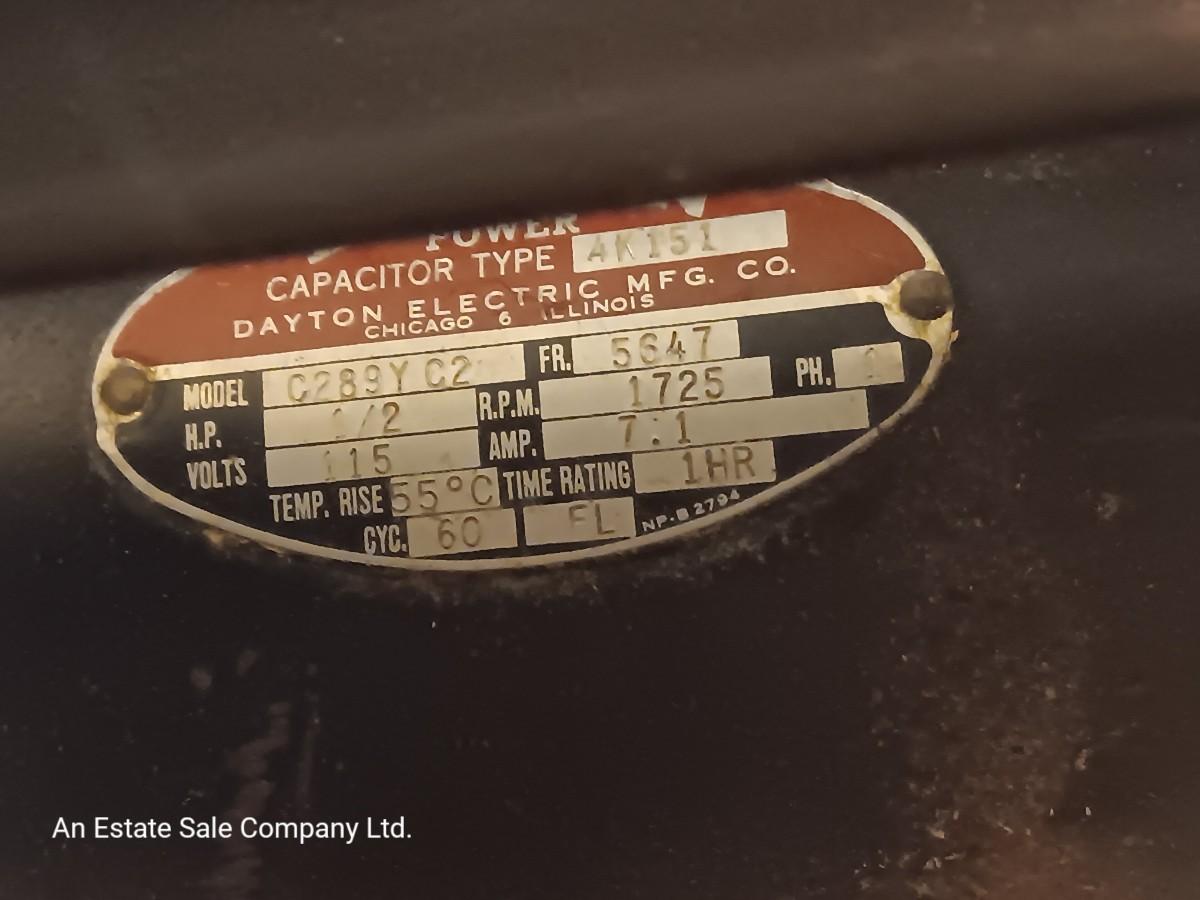 POWER
CAPACITOR TYPE 4K151
DAYTON ELECTRIC MFG. CO.
CHICAGO 6 ILLINOIS
MODEL C289Y C2 FR. 5647
H.P. 1/2 R.P.M. 1725 PH. 1
VOLTS 115 AMP. 7.1
TEMP. RISE 55°C TIME RATING 1HR
CYC. 60 FL NP-B 2794
An Estate Sale Company Ltd.